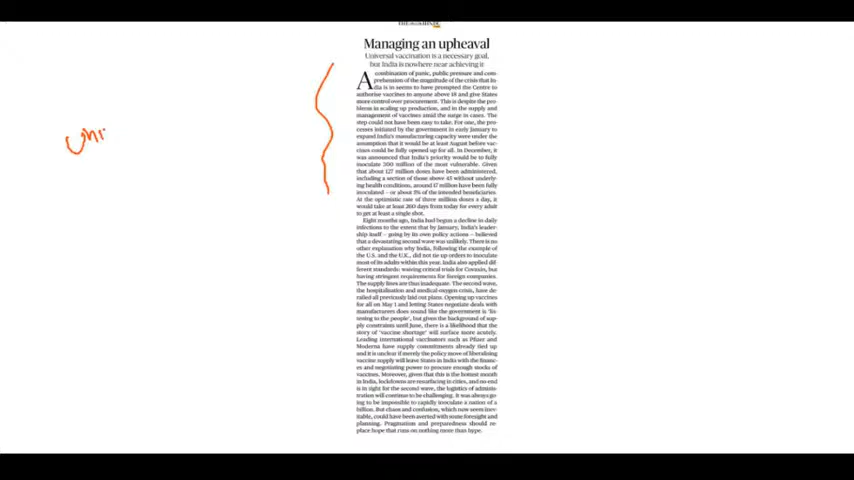 THE HINDU
Uni
Managing an upheaval
Universal vaccination is a necessary goal,
but India is nowhere near achieving it
A combination of panic, public pressure and com-
prehension of the magnitude of the crisis that In-
dia is in seems to have prompted the Centre to
authorise vaccines to anyone above 18 and give States
more control over procurement. This is despite the pro-
blems in scaling up production, and in the supply and
management of vaccines amid the surge in cases. The
step could not have been easy to take. For one, the pro-
cesses initiated by the government in early January to
expand India's manufacturing capacity were under the
assumption that it would be at least August before vac-
cines could be fully opened up for all. In December, it
was announced that India's priority would be to fully
inoculate 300 million of the most vulnerable. Given
that about 127 million doses have been administered,
including a section of those above 45 without underly-
ing health conditions, around 17 million have been fully
inoculated – or about 5% of the intended beneficiaries.
At the optimistic rate of three million doses a day, it
would take at least 260 days from today for every adult
to get at least a single shot.
Eight months ago, India had begun a decline in daily
infections to the extent that by January, India's leader-
ship itself – going by its own policy actions – believed
that a devastating second wave was unlikely. There is no
other explanation why India, following the example of
the U.S. and the U.K., did not tie up orders to inoculate
most of its adults within this year. India also applied dif-
ferent standards: waiving critical trials for Covaxin, but
having stringent requirements for foreign companies.
The supply lines are thus inadequate. The second wave,
the hospitalisation and medical-oxygen crisis, have de-
railed all previously laid out plans. Opening up vaccines
for all on May 1 and letting States negotiate deals with
manufacturers does sound like the government is 'lis-
tening to the people', but given the background of sup-
ply constraints until June, there is a likelihood that the
story of 'vaccine shortage' will surface more acutely.
Leading international vaccinators such as Pfizer and
Moderna have supply commitments already tied up
and it is unclear if merely the policy move of liberalising
vaccine supply will leave States in India with the financ-
es and negotiating power to procure enough stocks of
vaccines. Moreover, given that this is the hottest month
in India, lockdowns are resurfacing in cities, and no end
is in sight for the second wave, the logistics of adminis-
tration will continue to be challenging. It was always go-
ing to be impossible to rapidly inoculate a nation of a
billion. But chaos and confusion, which now seem inev-
itable, could have been averted with some foresight and
planning. Pragmatism and preparedness should re-
place hope that runs on nothing more than hype.